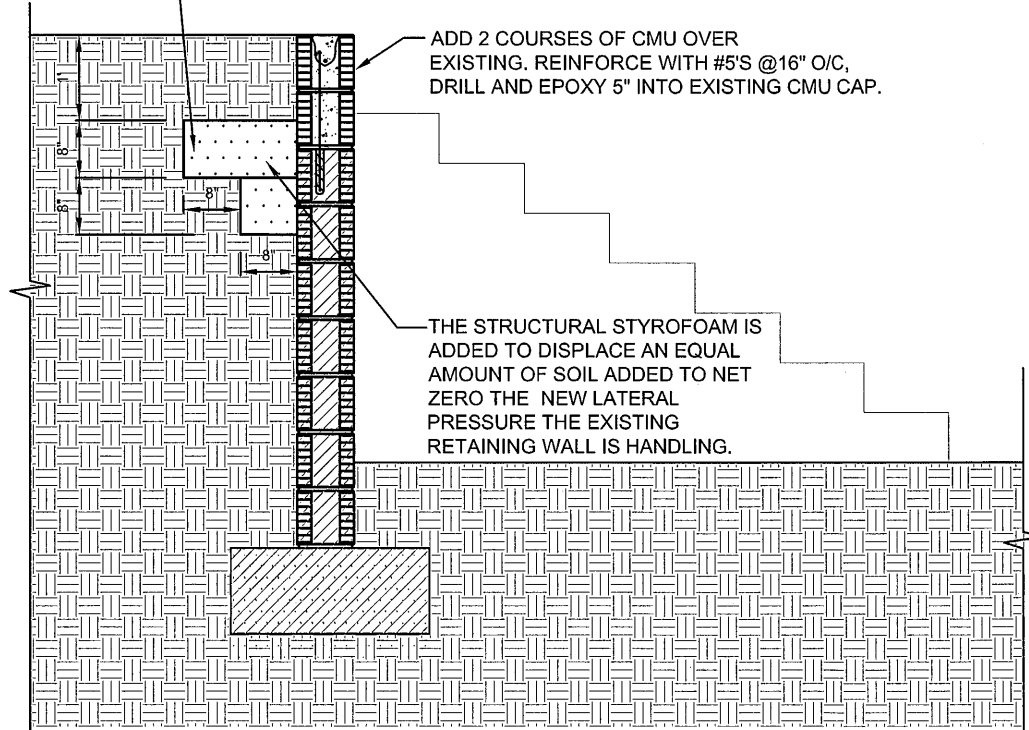 ADD 2 COURSES OF CMU OVER
EXISTING. REINFORCE WITH #5'S @16" O/C,
DRILL AND EPOXY 5" INTO EXISTING CMU CAP.
1'
8"
8"
8"
8"
THE STRUCTURAL STYROFOAM IS
ADDED TO DISPLACE AN EQUAL
AMOUNT OF SOIL ADDED TO NET
ZERO THE NEW LATERAL
PRESSURE THE EXISTING
RETAINING WALL IS HANDLING.